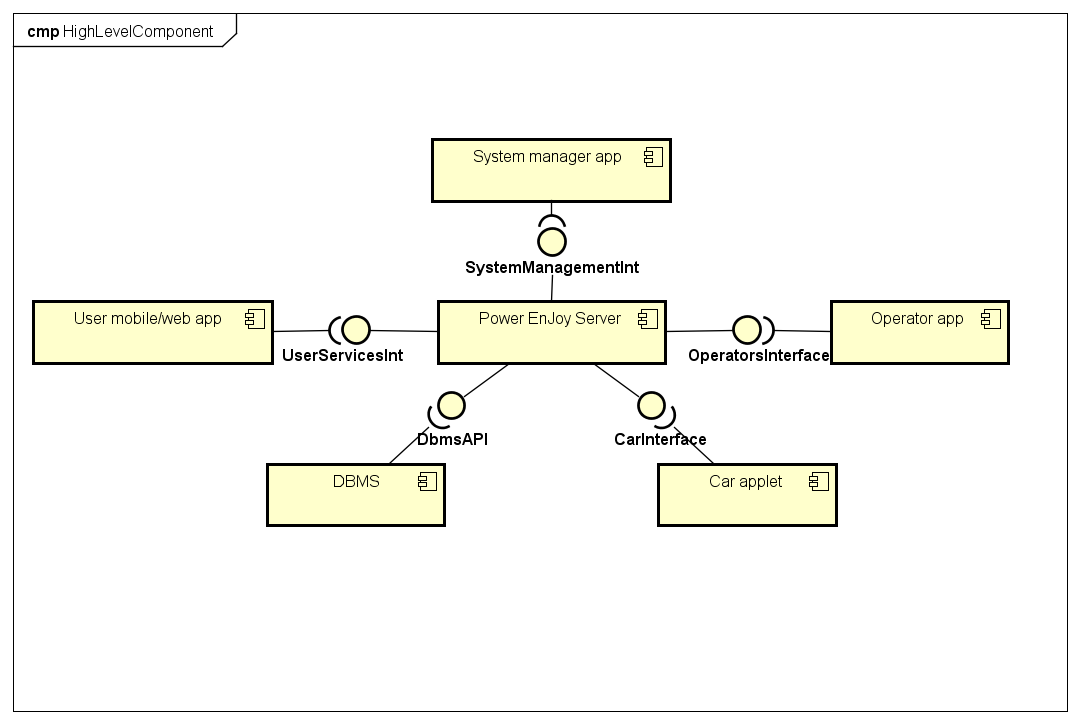 cmp HighLevelComponent
System manager app
SystemManagementInt
User mobile/web app
Power EnJoy Server
Operator app
UserServicesInt
OperatorsInterface
DbmsAPI
CarInterface
DBMS
Car applet